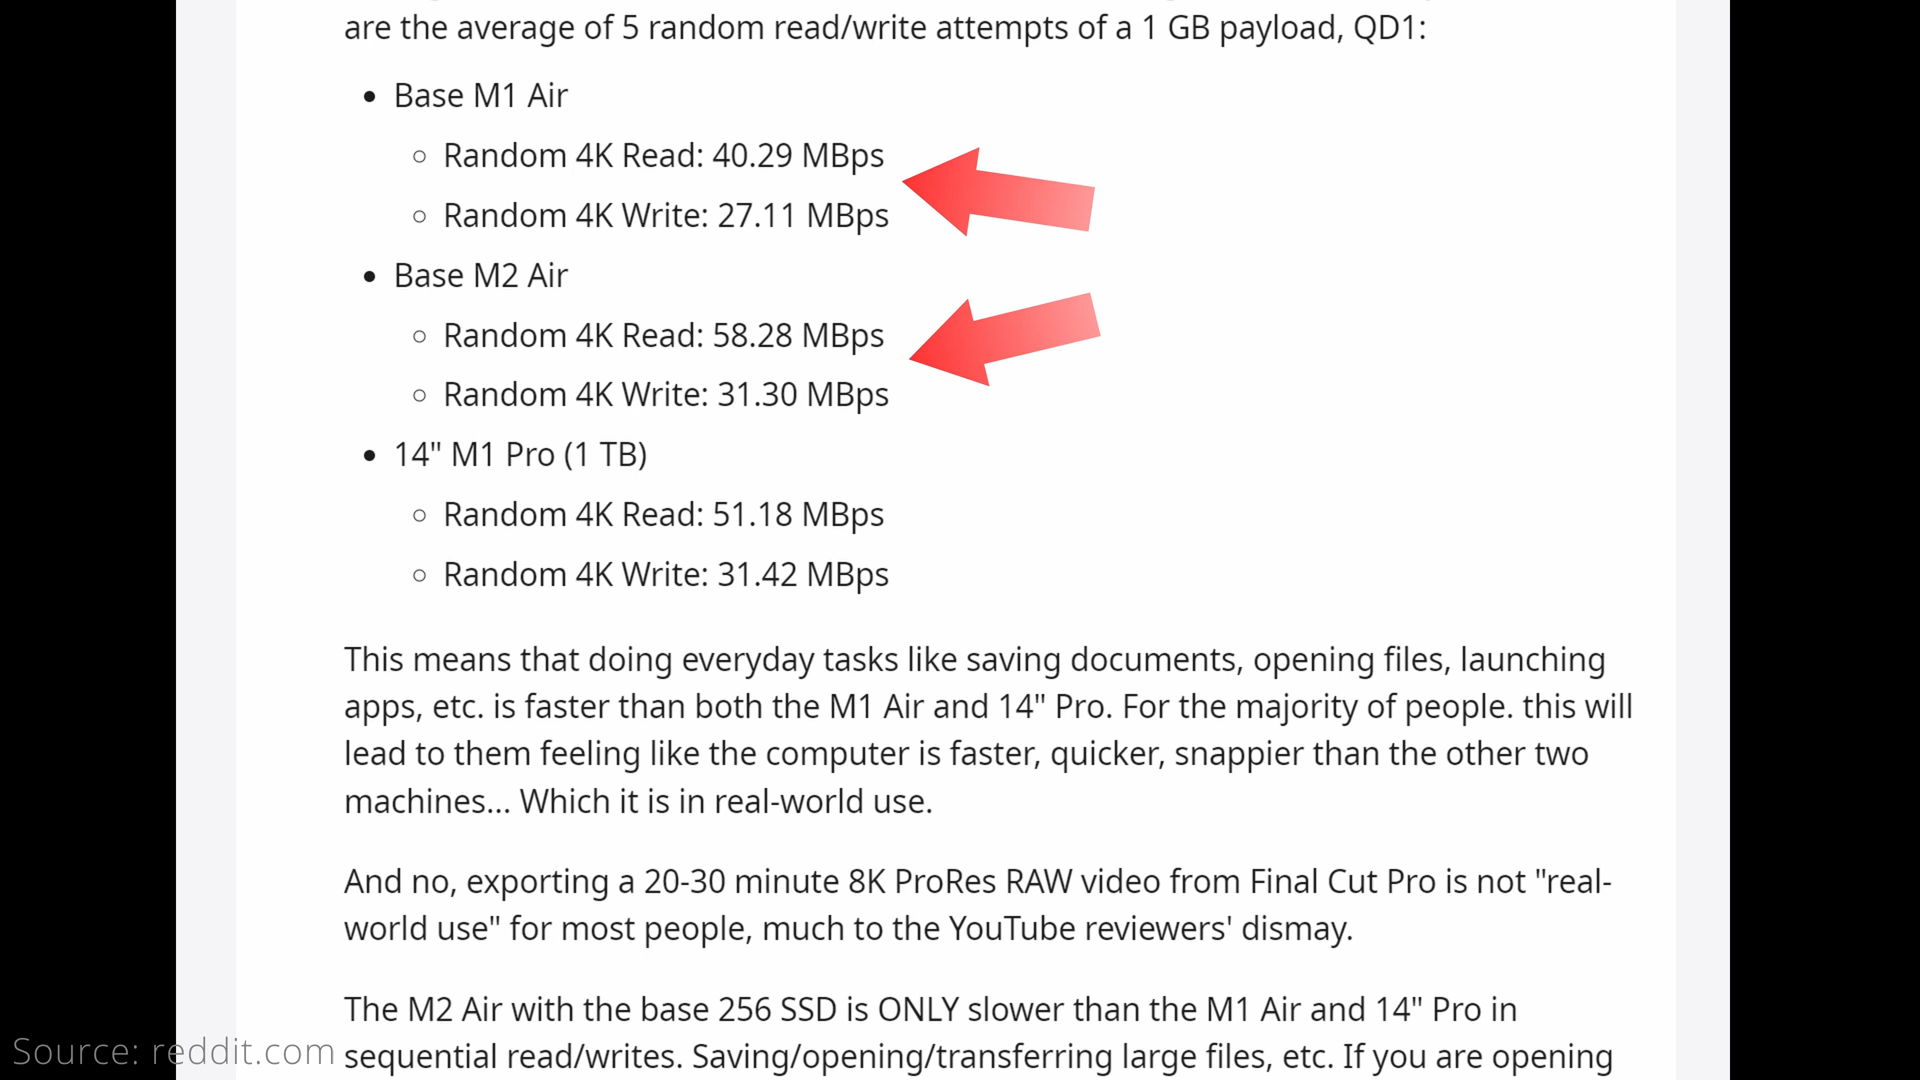 are the average of 5 random read/write attempts of a 1 GB payload, QD1:
• Base M1 Air
○ Random 4K Read: 40.29 MBps
○ Random 4K Write: 27.11 MBps
• Base M2 Air
○ Random 4K Read: 58.28 MBps
○ Random 4K Write: 31.30 MBps
• 14" M1 Pro (1 TB)
○ Random 4K Read: 51.18 MBps
○ Random 4K Write: 31.42 MBps
This means that doing everyday tasks like saving documents, opening files, launching
apps, etc. is faster than both the M1 Air and 14" Pro. For the majority of people. this will
lead to them feeling like the computer is faster, quicker, snappier than the other two
machines... Which it is in real-world use.
And no, exporting a 20-30 minute 8K ProRes RAW video from Final Cut Pro is not "real-
world use" for most people, much to the YouTube reviewers' dismay.
The M2 Air with the base 256 SSD is ONLY slower than the M1 Air and 14" Pro in
sequential read/writes. Saving/opening/transferring large files, etc. If you are opening
Source: reddit.com